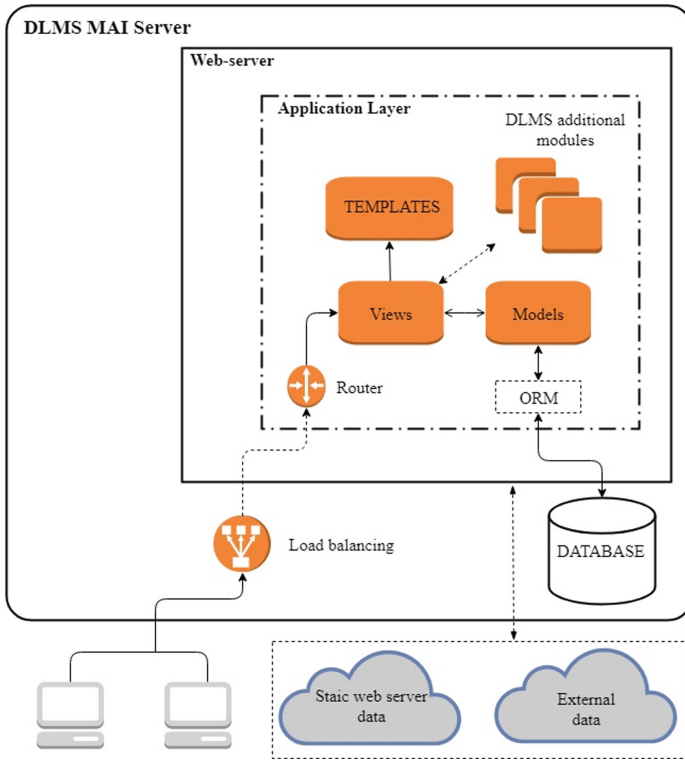 DLMS MAI Server
Web-server
Application Layer
DLMS additional
modules
TEMPLATES
Views
Models
Router
ORM
Load balancing
DATABASE
Staic web server
data
External
data